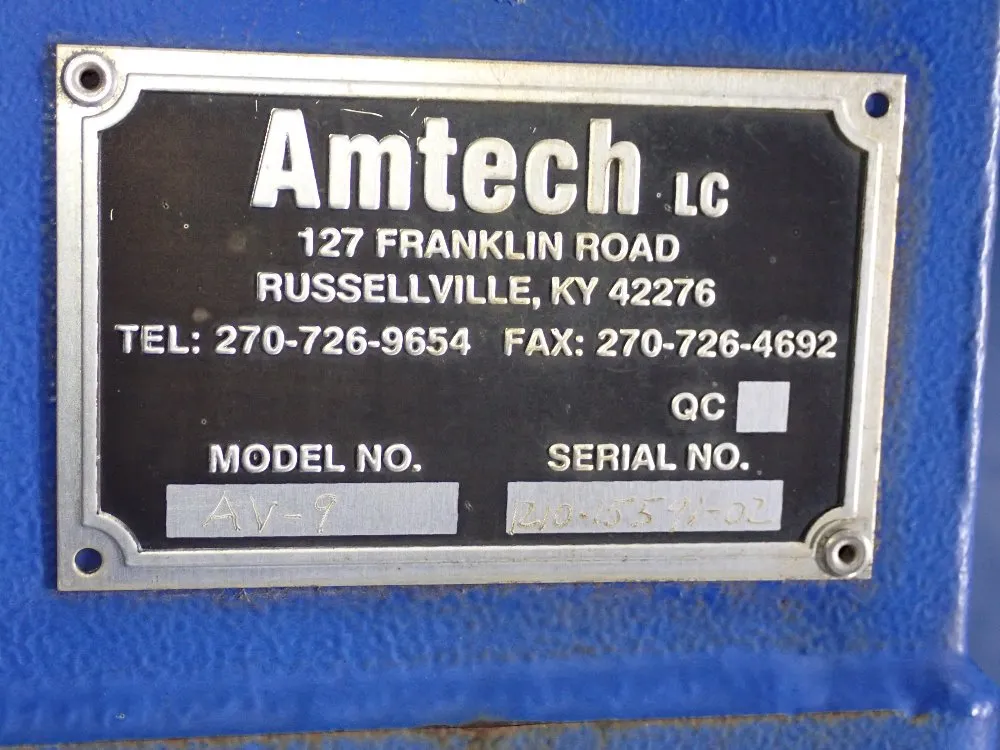 Amtech LC
127 FRANKLIN ROAD
RUSSELLVILLE, KY 42276
TEL: 270-726-9654 FAX: 270-726-4692
QC
MODEL NO. SERIAL NO.
AV-9